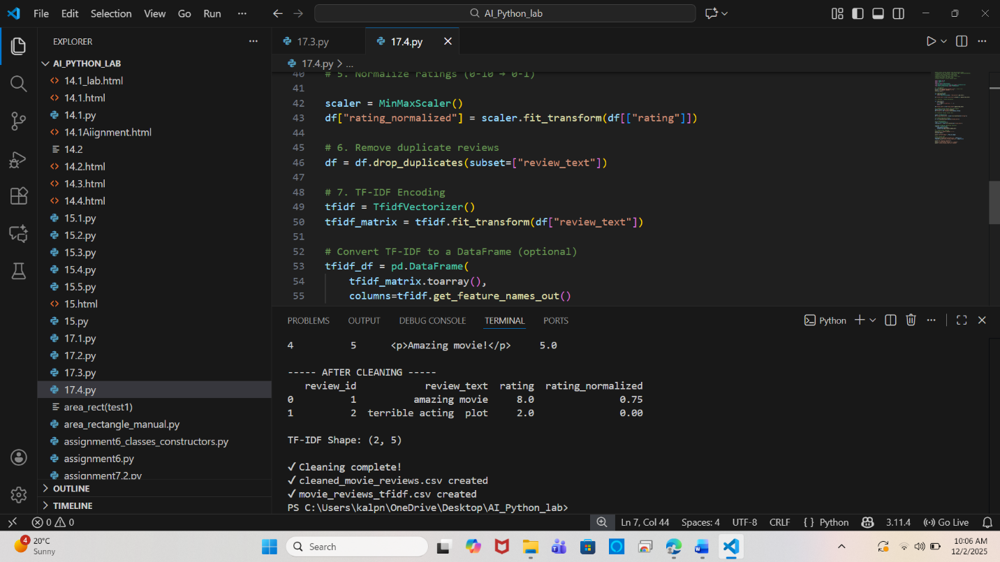 File Edit Selection View Go Run ··· AI_Python_lab
EXPLORER ···
AI_PYTHON_LAB
14.1_lab.html
14.1.html
14.1.py
14.1Aiignment.html
14.2
14.2.html
14.3.html
14.4.html
15.1.py
15.2.py
15.3.py
15.4.py
15.5.py
15.html
15.py
17.1.py
17.2.py
17.3.py
17.4.py
area_rect(test1)
area_rectangle_manual.py
assignment6_classes_constructors.py
assignment6.py
assignment7.2.py
OUTLINE
TIMELINE
17.3.py 17.4.py
17.4.py > ...
40 # 5. Normalize ratings (0-10 → 0-1)
41
42 scaler = MinMaxScaler()
43 df["rating_normalized"] = scaler.fit_transform(df[["rating"]])
44
45 # 6. Remove duplicate reviews
46 df = df.drop_duplicates(subset=["review_text"])
47
48 # 7. TF-IDF Encoding
49 tfidf = TfidfVectorizer()
50 tfidf_matrix = tfidf.fit_transform(df["review_text"])
51
52 # Convert TF-IDF to a DataFrame (optional)
53 tfidf_df = pd.DataFrame(
54 tfidf_matrix.toarray(),
55 columns=tfidf.get_feature_names_out()
PROBLEMS OUTPUT DEBUG CONSOLE TERMINAL PORTS Python
4 5 <p>Amazing movie!</p> 5.0
----- AFTER CLEANING -----
review_id review_text rating rating_normalized
0 1 amazing movie 8.0 0.75
1 2 terrible acting plot 2.0 0.00
TF-IDF Shape: (2, 5)
✓ Cleaning complete!
✓ cleaned_movie_reviews.csv created
✓ movie_reviews_tfidf.csv created
PS C:\Users\kalpn\OneDrive\Desktop\AI_Python_lab>
0 0 Ln 7, Col 44 Spaces: 4 UTF-8 CRLF {} Python 3.11.4 Go Live
4 20°C
Sunny
Search
10:06 AM
12/2/2025